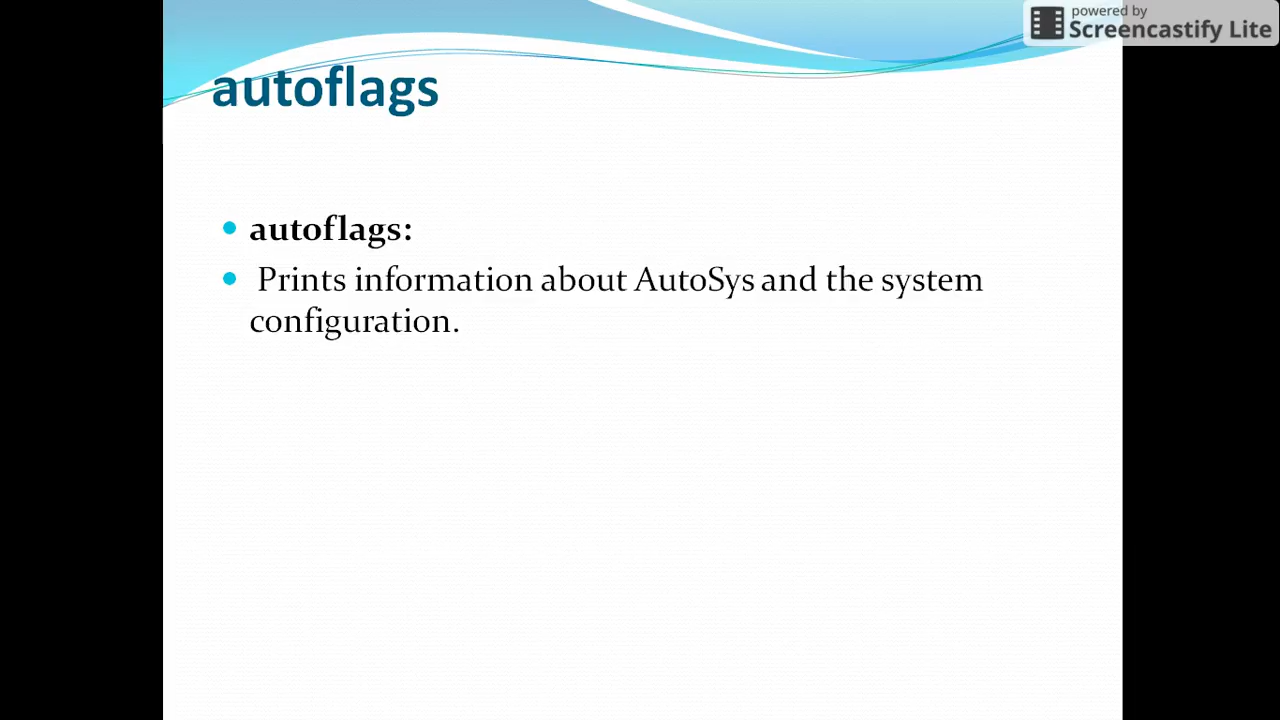 powered by
Screencastify Lite
autoflags
autoflags:
Prints information about AutoSys and the system
configuration.